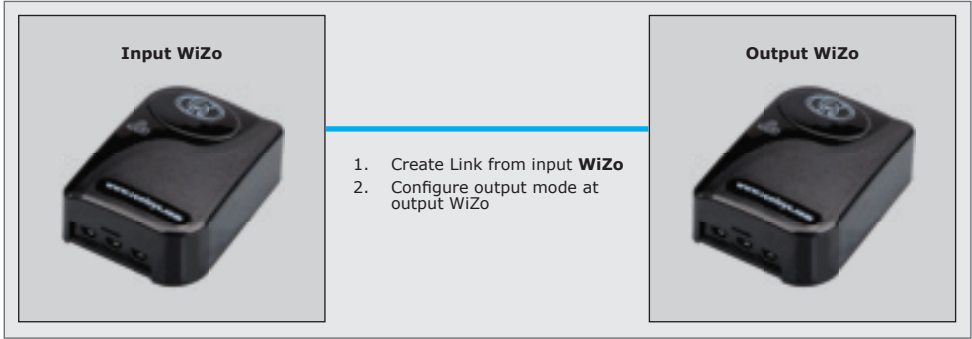 Input WiZo
Output WiZo
1. Create Link from input WiZo
2. Configure output mode at
output WiZo